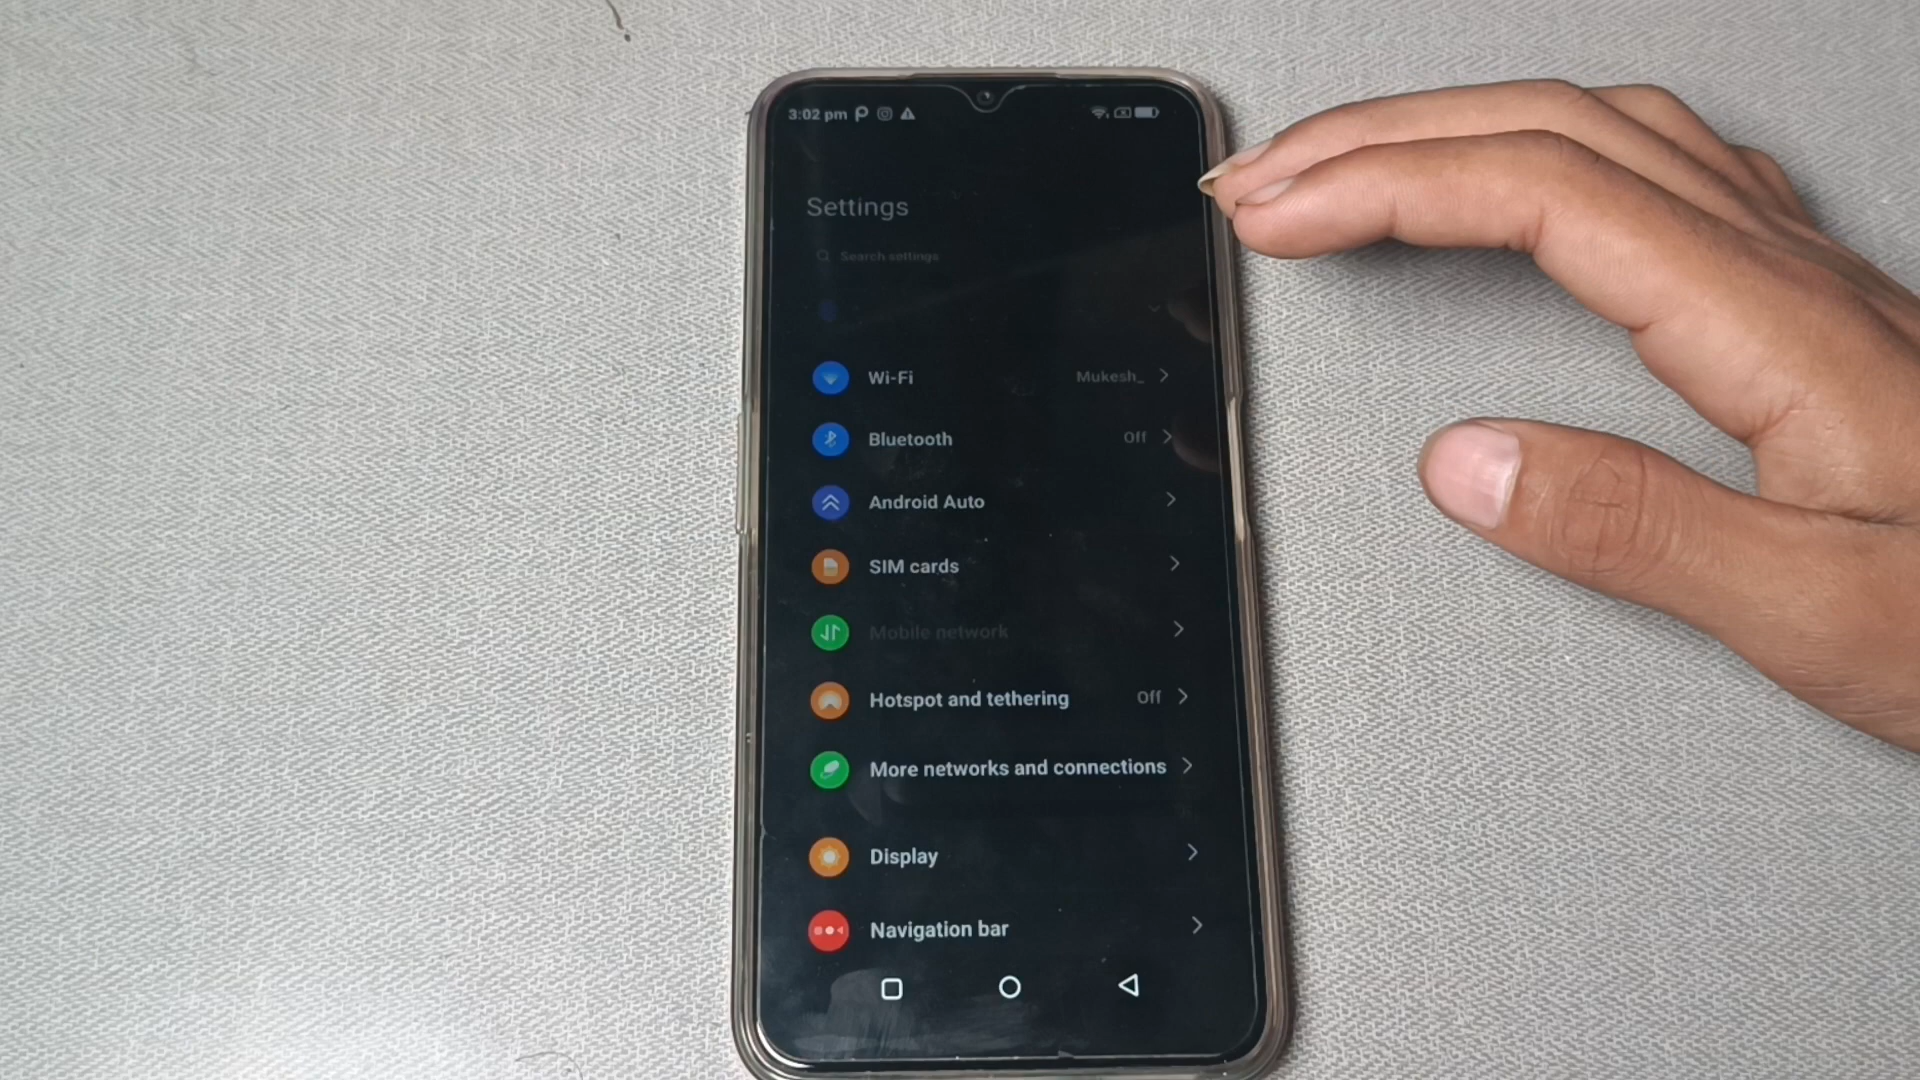 3:02 pm
Settings
Search settings
Wi-Fi Mukesh_
Bluetooth Off
Android Auto
SIM cards
Mobile network
Hotspot and tethering Off
More networks and connections
Display
Navigation bar